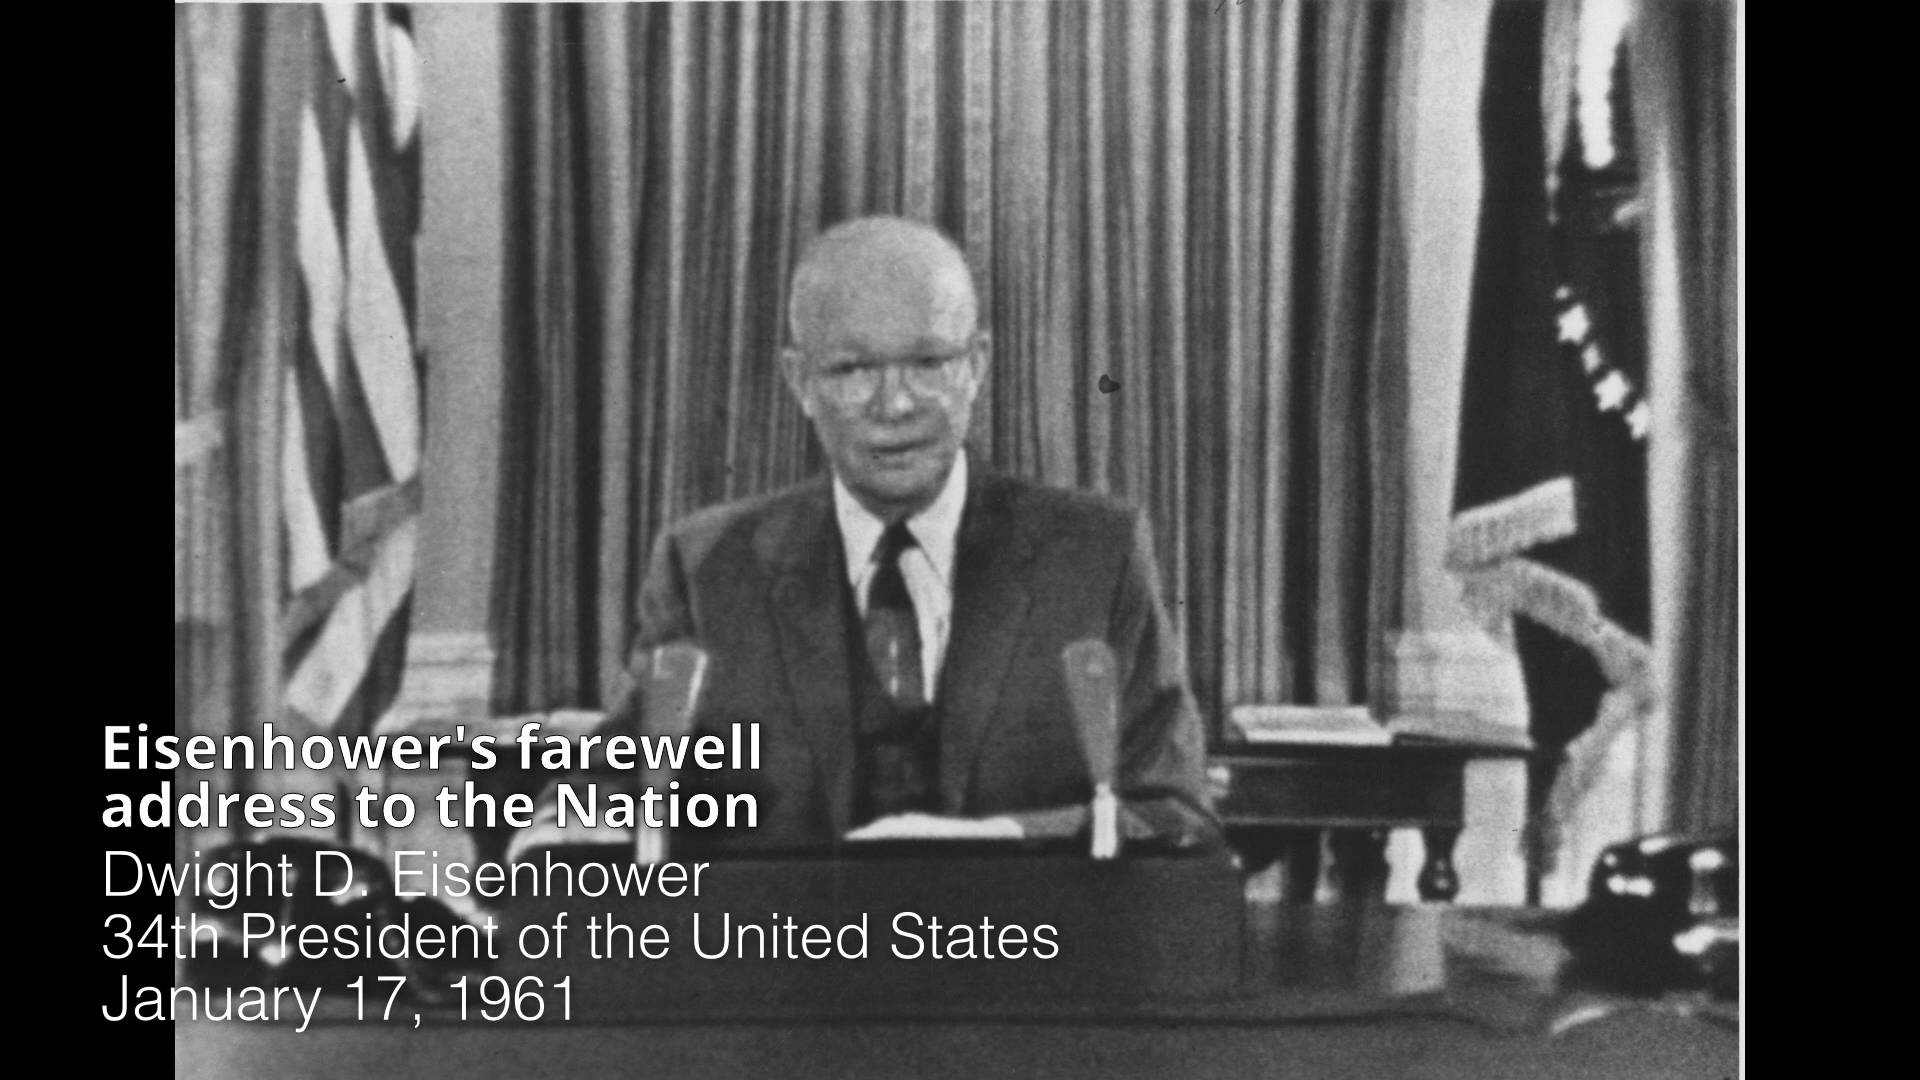 Eisenhower's farewell
address to the Nation
Dwight D. Eisenhower
34th President of the United States
January 17, 1961